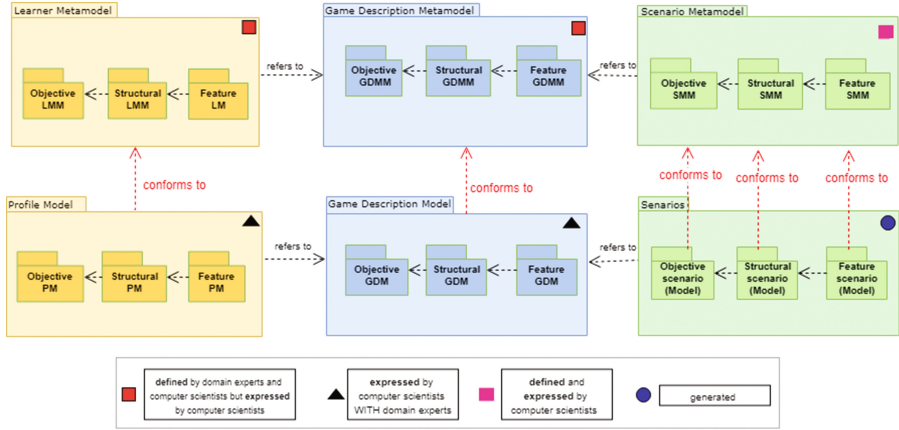 Learner Metamodel
Game Description Metamodel
Scenario Metamodel
Objective
LMM
Structural
LMM
Feature
LM
refers to
Objective
GDMM
Structural
GDMM
Feature
GDMM
refers to
Objective
SMM
Structural
SMM
Feature
SMM
conforms to
conforms to
conforms to
conforms to
conforms to
Profile Model
Game Description Model
Senarios
Objective
PM
Structural
PM
Feature
PM
refers to
Objective
GDM
Structural
GDM
Feature
GDM
refers to
Objective
scenario
(Model)
Structural
scenario
(Model)
Feature
scenario
(Model)
defined by domain experts and
computer scientists but expressed
by computer scientists
expressed by
computer scientists
WITH domain experts
defined and
expressed by
computer scientists
generated